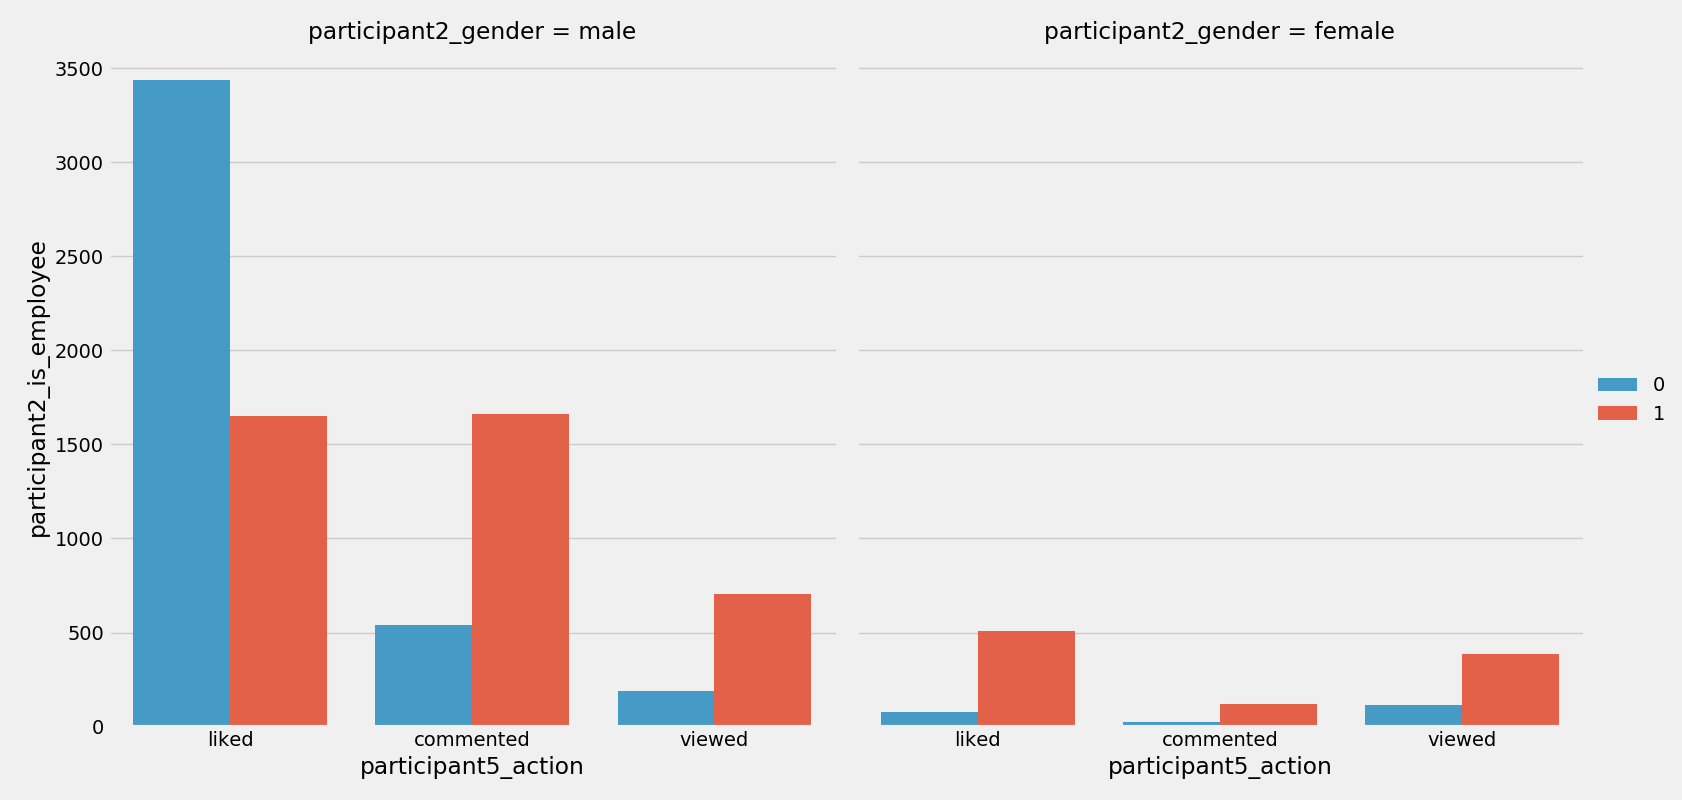 participant2_gender = male
participant2_gender = female
participant2_is_employee
3500
3000
2500
2000
1500
1000
500
0
liked commented viewed
participant5_action
liked commented viewed
participant5_action
0
1